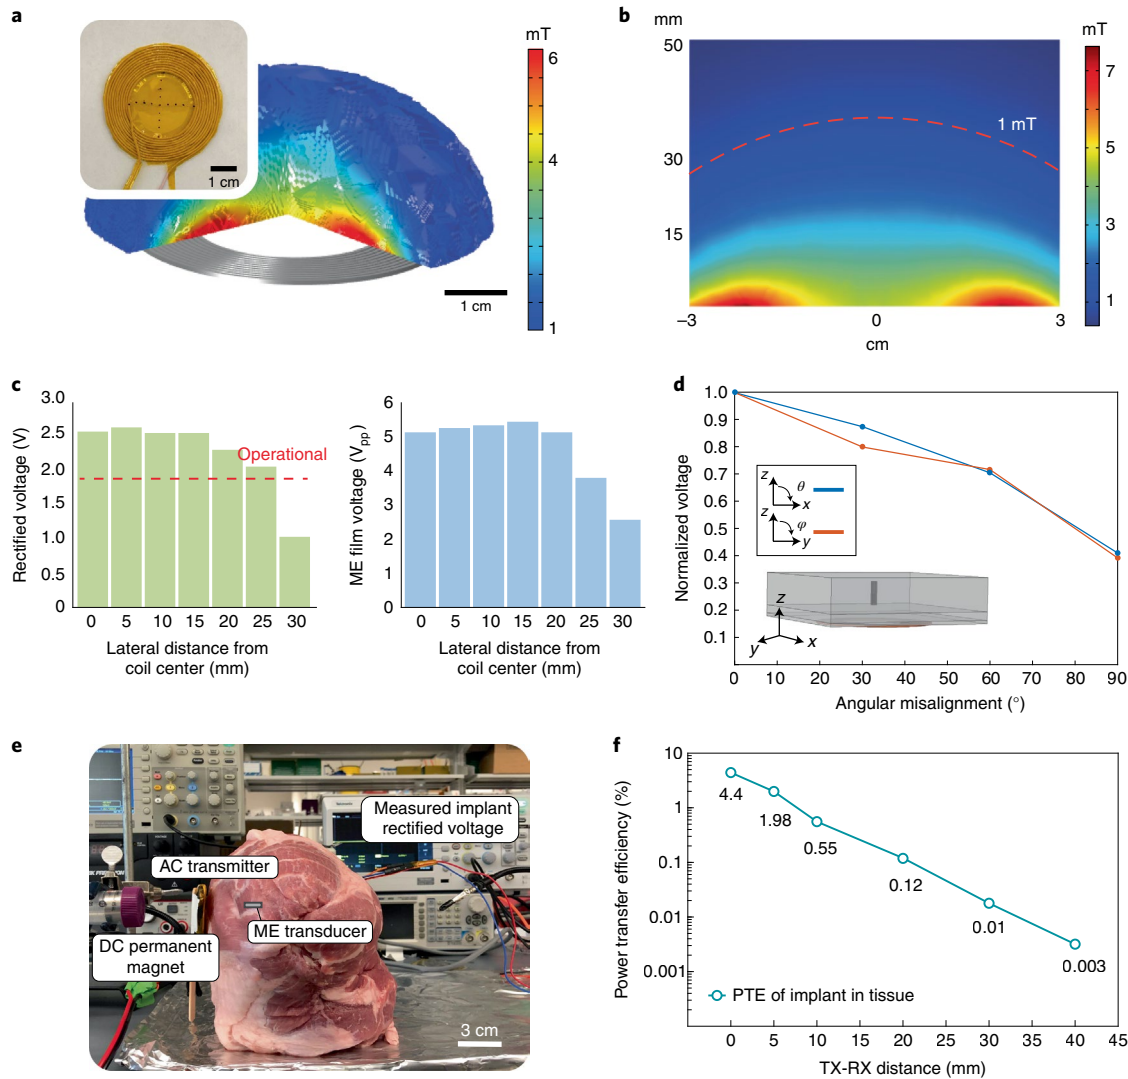 a
mT
6
4
1
1 cm
1 cm
b
mm
50
30
15
1 mT
−3
0
3
cm
mT
7
5
3
1
c
Rectified voltage (V)
3.0
2.5
2.0
1.5
1.0
0.5
0
Operational
0 5 10 15 20 25 30
Lateral distance from
coil center (mm)
ME film voltage (Vpp)
6
5
4
3
2
1
0
0 5 10 15 20 25 30
Lateral distance from
coil center (mm)
d
Normalized voltage
1.0
0.9
0.8
0.7
0.6
0.5
0.4
0.3
0.2
0.1
z θ
x
z φ
y
z
y x
0 10 20 30 40 50 60 70 80 90
Angular misalignment (°)
e
Measured implant
rectified voltage
AC transmitter
ME transducer
DC permanent
magnet
3 cm
f
Power transfer efficiency (%)
10
1
0.1
0.01
0.001
4.4
1.98
0.55
0.12
0.01
0.003
PTE of implant in tissue
0 5 10 15 20 25 30 35 40 45
TX-RX distance (mm)